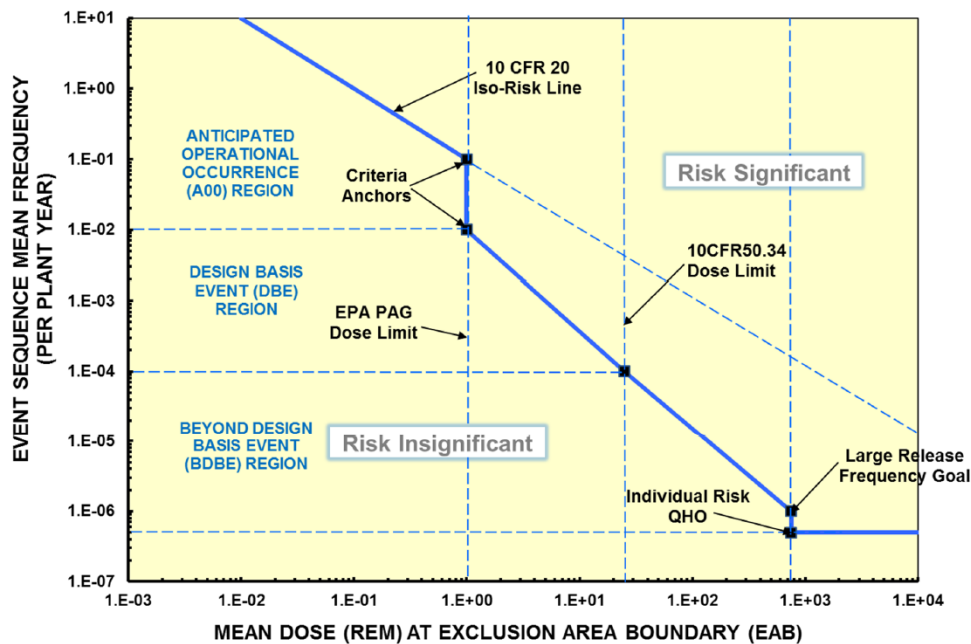 EVENT SEQUENCE MEAN FREQUENCY
(PER PLANT YEAR)
1.E+01
1.E+00
1.E-01
1.E-02
1.E-03
1.E-04
1.E-05
1.E-06
1.E-07
10 CFR 20
Iso-Risk Line
ANTICIPATED
OPERATIONAL
OCCURRENCE
(A00) REGION
Criteria
Anchors
Risk Significant
DESIGN BASIS
EVENT (DBE)
REGION
EPA PAG
Dose Limit
10CFR50.34
Dose Limit
BEYOND DESIGN
BASIS EVENT
(BDBE) REGION
Risk Insignificant
Large Release
Frequency Goal
Individual Risk
QHO
1.E-03
1.E-02
1.E-01
1.E+00
1.E+01
1.E+02
1.E+03
1.E+04
MEAN DOSE (REM) AT EXCLUSION AREA BOUNDARY (EAB)